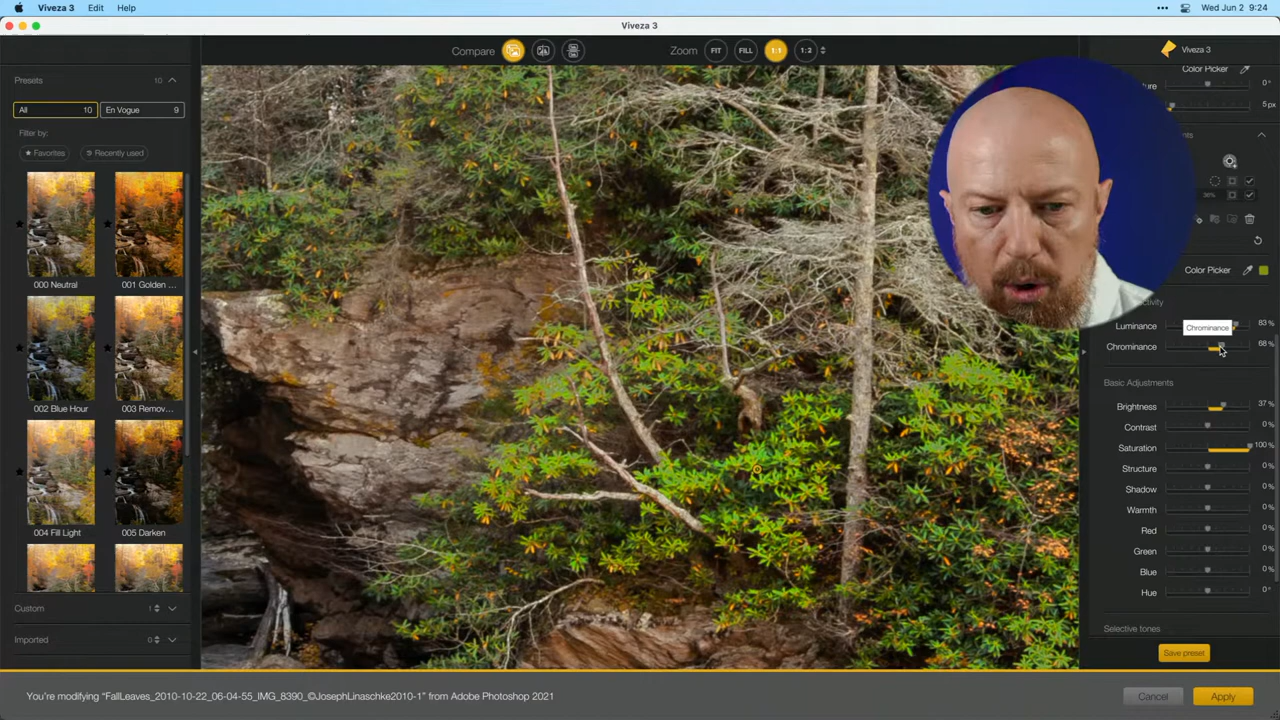 Viveza 3 Edit Help ••• Wed Jun 2 9:24
Viveza 3
Compare Zoom FIT FILL 1:1 1:2
Viveza 3
Presets 10
All 10 En Vogue 9
Filter by:
Favorites Recently used
000 Neutral 001 Golden ...
002 Blue Hour 003 Remov...
004 Fill Light 005 Darken
Custom
Imported 0
Color Picker
0°
5 px
36%
Color Picker
Luminance 83 %
Chrominance
Chrominance 68 %
Basic Adjustments
Brightness 37 %
Contrast 0 %
Saturation 100 %
Structure 0 %
Shadow 0 %
Warmth 0 %
Red 0 %
Green 0 %
Blue 0 %
Hue 0°
Selective tones
Save preset
You're modifying "FallLeaves_2010-10-22_06-04-55_IMG_8390_©JosephLinaschke2010-1" from Adobe Photoshop 2021
Cancel Apply